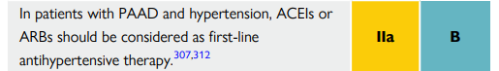 In patients with PAAD and hypertension, ACEIs or
ARBs should be considered as first-line
antihypertensive therapy.307,312
IIa
B